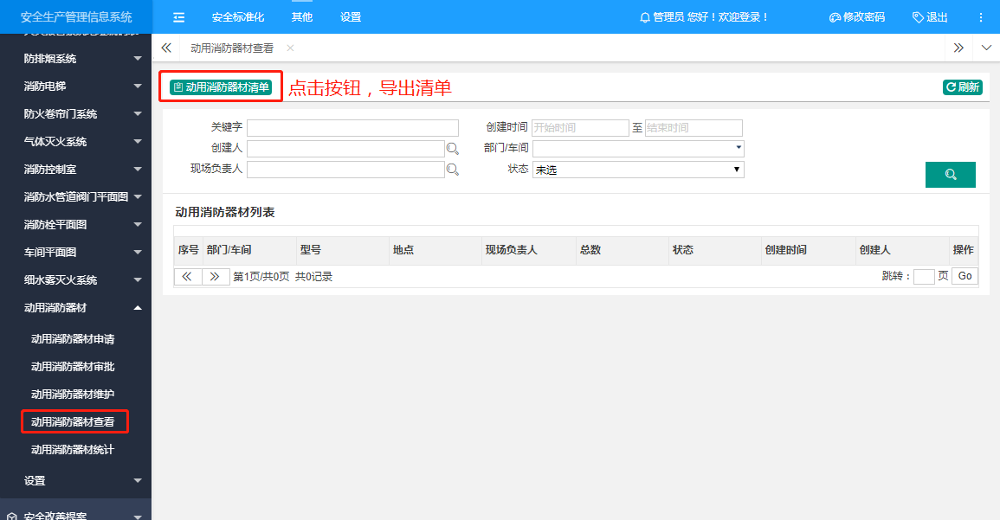 安全生产管理信息系统
安全标准化 其他 设置
管理员 您好！欢迎登录！
修改密码 退出
动用消防器材查看
防排烟系统
消防电梯
防火卷帘门系统
气体灭火系统
消防控制室
消防水管道阀门平面图
消防栓平面图
车间平面图
细水雾灭火系统
动用消防器材
动用消防器材申请
动用消防器材审批
动用消防器材维护
动用消防器材查看
动用消防器材统计
设置
安全改善提案
动用消防器材清单 点击按钮，导出清单 刷新
关键字 创建时间 开始时间 至 结束时间
创建人 部门/车间
现场负责人 状态 未选
动用消防器材列表
序号 部门/车间 型号 地点 现场负责人 总数 状态 创建时间 创建人 操作
第1页/共0页 共0记录 跳转： 页 Go